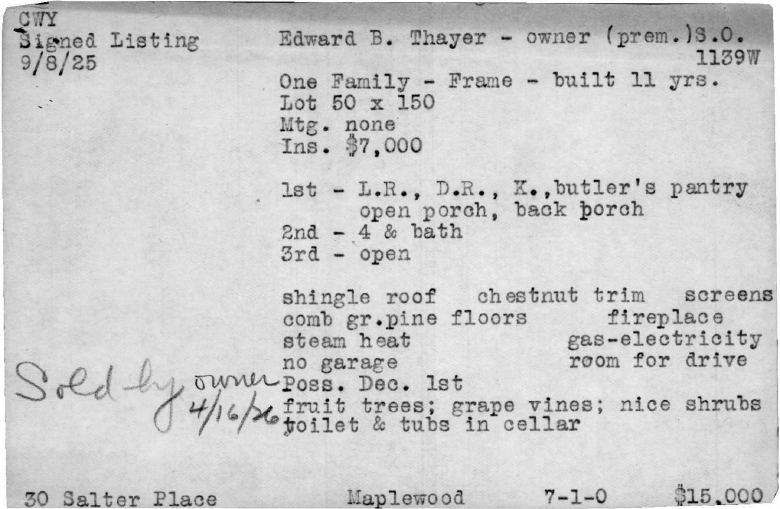 CWY
Signed Listing Edward B. Thayer - owner (prem.)S.O.
9/8/25 1139W
One Family - Frame - built 11 yrs.
Lot 50 x 150
Mtg. none
Ins. $7,000
1st - L.R., D.R., K.,butler's pantry
open porch, back porch
2nd - 4 & bath
3rd - open
shingle roof chestnut trim screens
comb gr.pine floors fireplace
steam heat gas-electricity
no garage room for drive
Sold by owner Poss. Dec. 1st
4/16/26 fruit trees; grape vines; nice shrubs
toilet & tubs in cellar
30 Salter Place Maplewood 7-1-0 $15,000